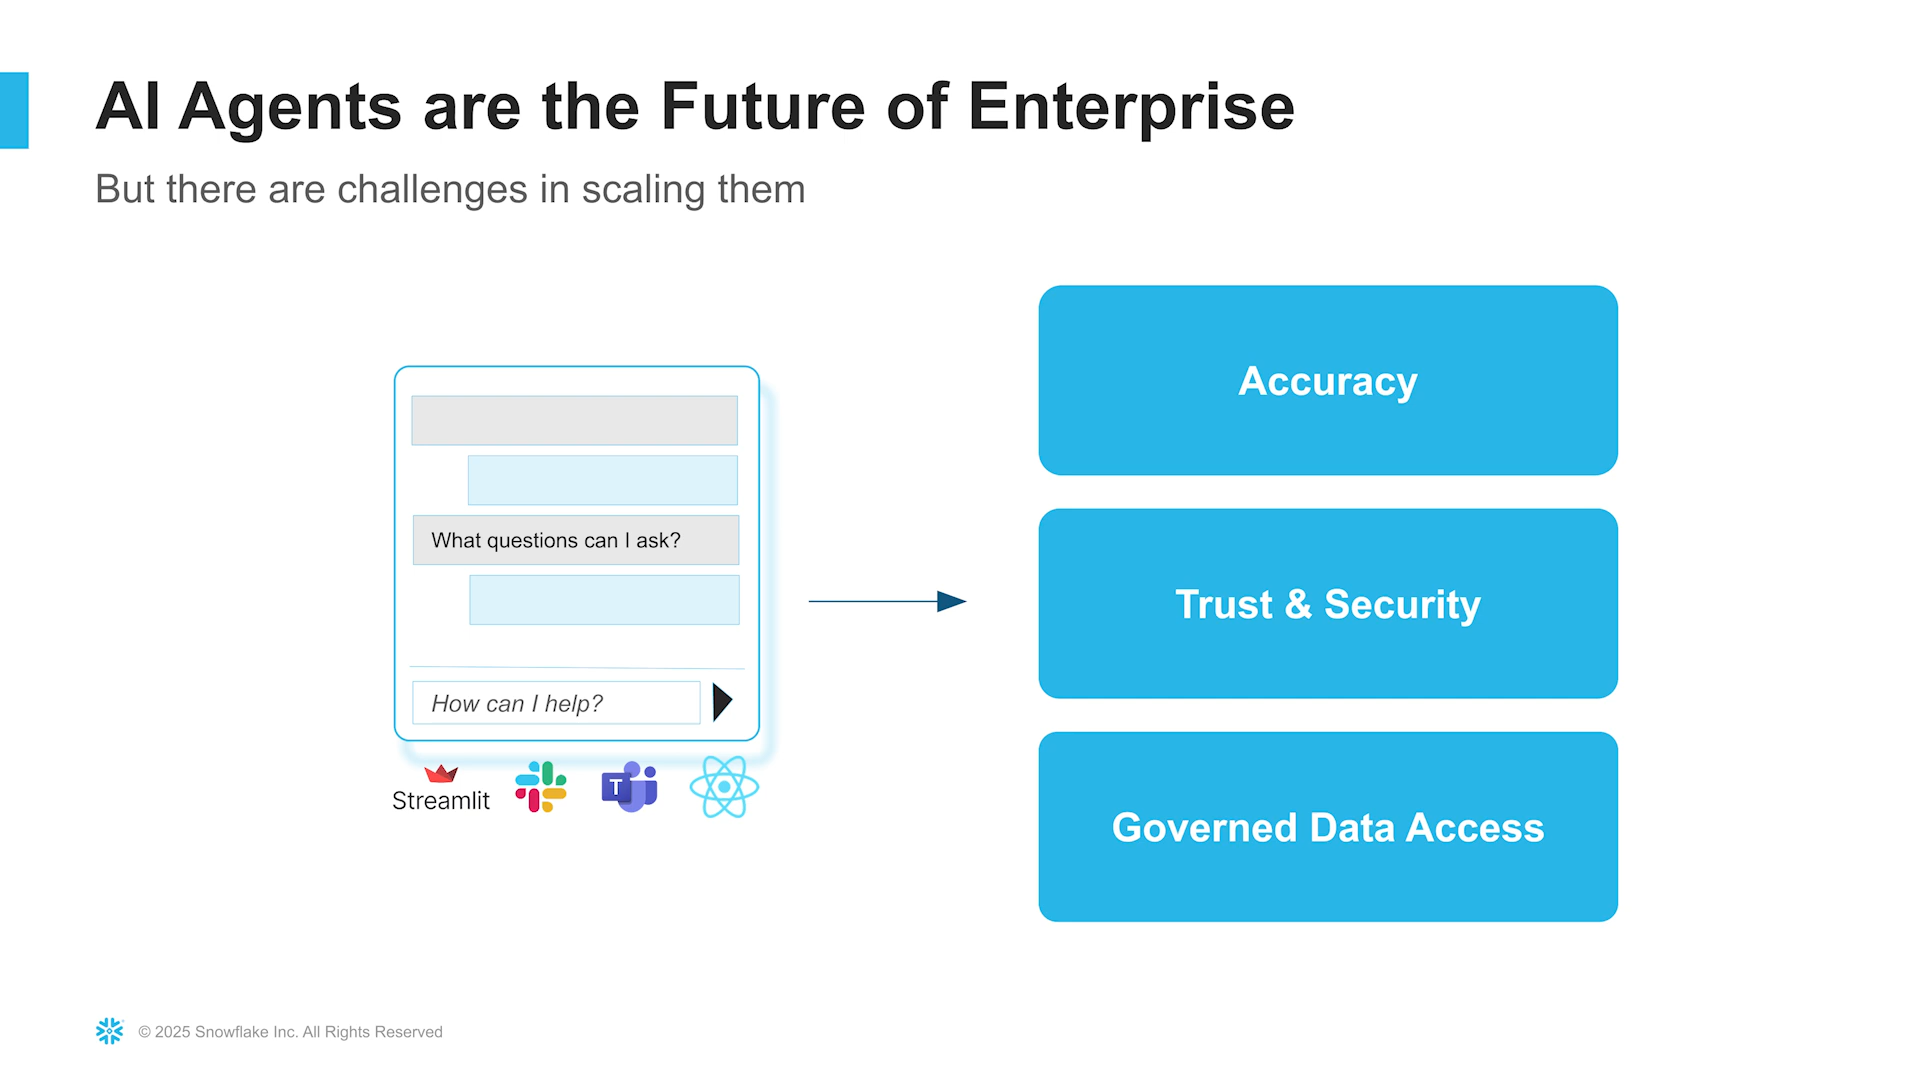 AI Agents are the Future of Enterprise
But there are challenges in scaling them
What questions can I ask?
How can I help?
Streamlit
T
Accuracy
Trust & Security
Governed Data Access
© 2025 Snowflake Inc. All Rights Reserved